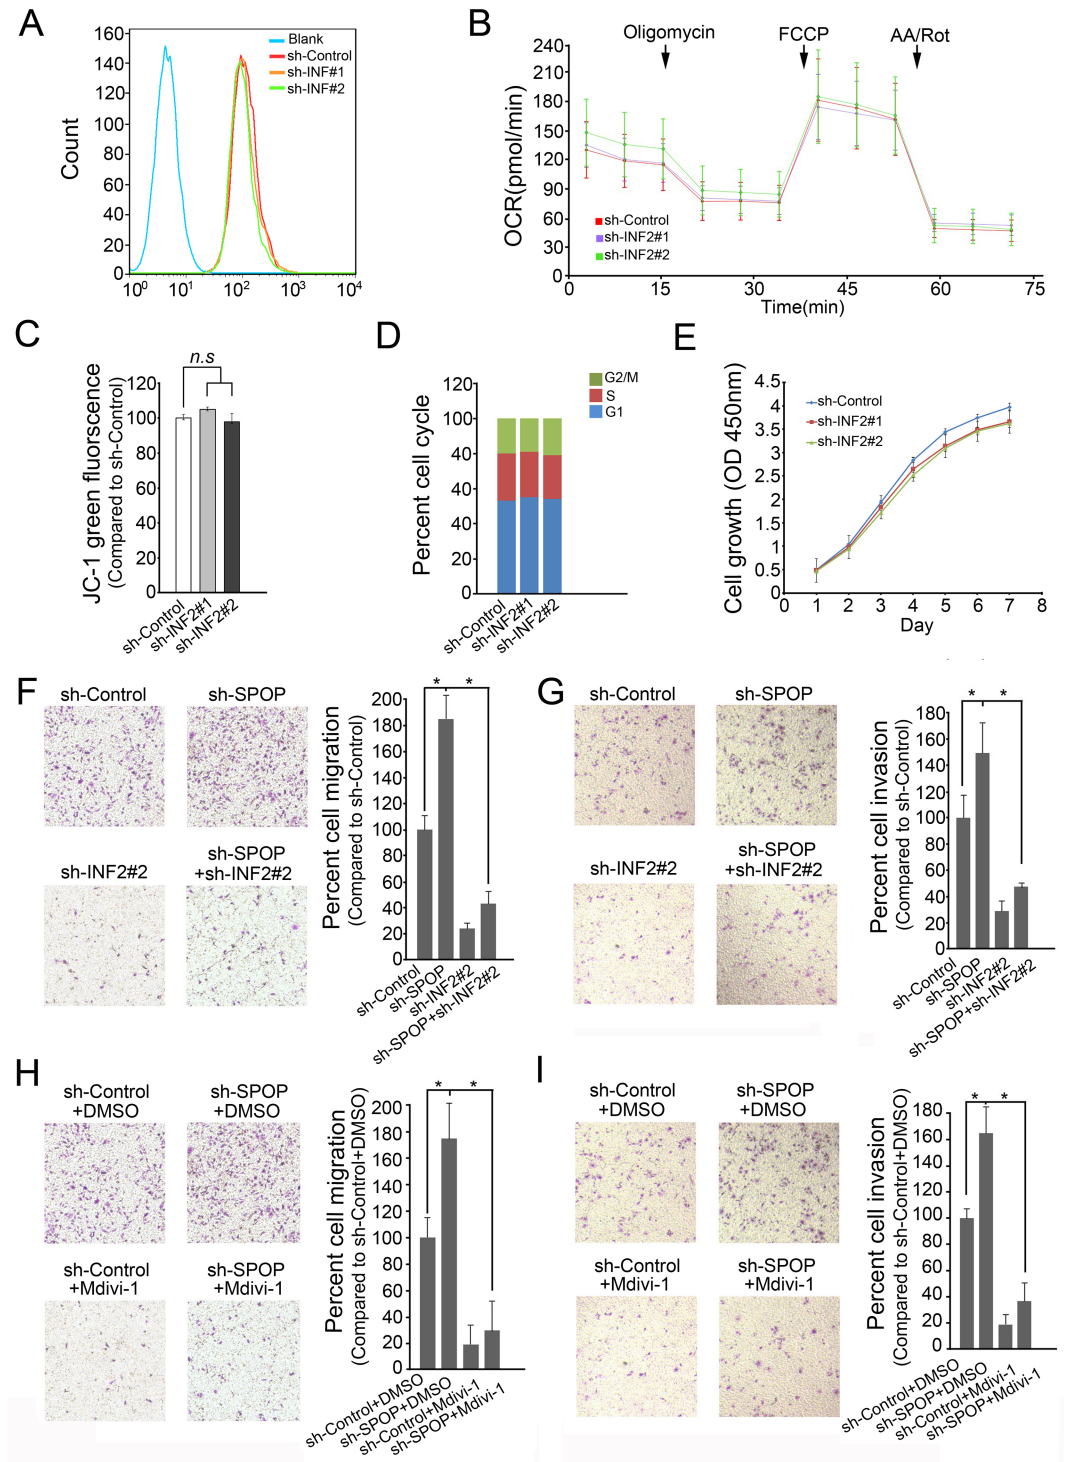 A
160
140
120
100
80
60
40
20
0
10^0
10^1
10^2
10^3
10^4
Count
Blank
sh-Control
sh-INF#1
sh-INF#2
B
Oligomycin
FCCP
AA/Rot
240
210
180
150
120
90
60
30
0
OCR(pmol/min)
sh-Control
sh-INF2#1
sh-INF2#2
0
15
30
45
60
75
Time(min)
C
n.s
120
100
80
60
40
20
0
JC-1 green fluorscence
(Compared to sh-Control)
sh-Control
sh-INF2#1
sh-INF2#2
D
G2/M
S
G1
120
100
40
40
40
20
0
Percent cell cycle
sh-Control
sh-INF2#1
sh-INF2#2
E
4.5
4
3.5
3
2.5
2
1.5
1
0.5
0
Cell growth (OD 450nm)
sh-Control
sh-INF2#1
sh-INF2#2
0
1
2
3
4
5
6
7
8
Day
F
sh-Control
sh-SPOP
sh-INF2#2
sh-SPOP
+sh-INF2#2
* *
200
180
160
140
120
100
80
60
40
20
0
Percent cell migration
(Compared to sh-Control)
sh-Control
sh-SPOP
sh-INF2#2
sh-SPOP+sh-INF2#2
G
sh-Control
sh-SPOP
sh-INF2#2
sh-SPOP
+sh-INF2#2
* *
180
160
140
120
100
80
60
40
20
0
Percent cell invasion
(Compared to sh-Control)
sh-Control
sh-SPOP
sh-INF2#2
sh-SPOP+sh-INF2#2
H
sh-Control
+DMSO
sh-SPOP
+DMSO
sh-Control
+Mdivi-1
sh-SPOP
+Mdivi-1
* *
200
180
160
140
120
100
80
60
40
20
0
Percent cell migration
(Compared to sh-Control+DMSO)
sh-Control+DMSO
sh-SPOP+DMSO
sh-Control+Mdivi-1
sh-SPOP+Mdivi-1
I
sh-Control
+DMSO
sh-SPOP
+DMSO
sh-Control
+Mdivi-1
sh-SPOP
+Mdivi-1
* *
180
160
140
120
100
80
60
40
20
0
Percent cell invasion
(Compared to sh-Control+DMSO)
sh-Control+DMSO
sh-SPOP+DMSO
sh-Control+Mdivi-1
sh-SPOP+Mdivi-1